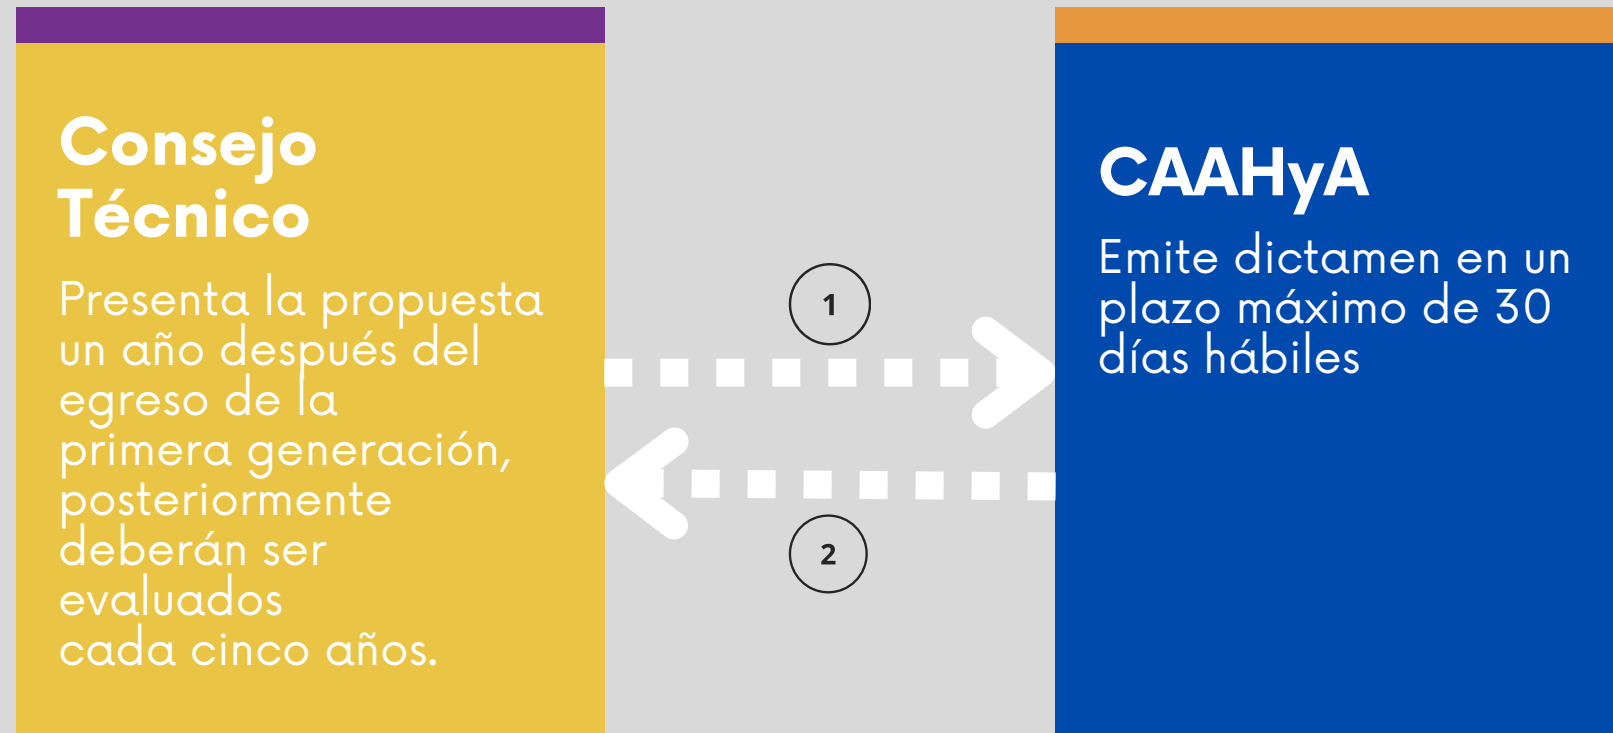 Consejo
Técnico
Presenta la propuesta
un año después del
egreso de la
primera generación,
posteriormente
deberán ser
evaluados
cada cinco años.
1
2
CAAHyA
Emite dictamen en un
plazo máximo de 30
días hábiles